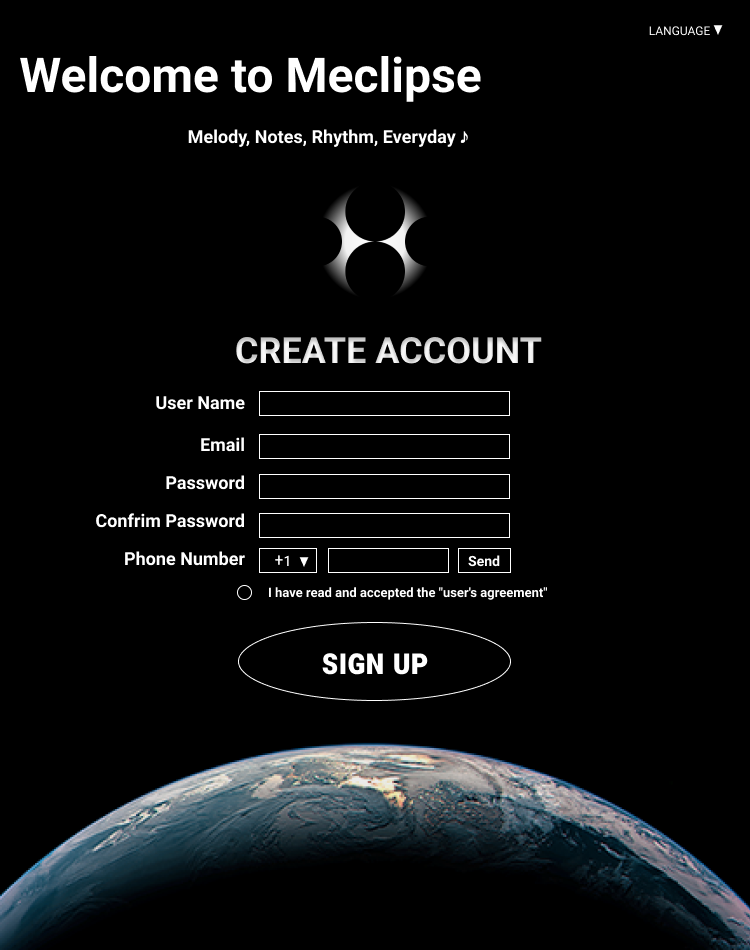 LANGUAGE ▼
Welcome to Meclipse
Melody, Notes, Rhythm, Everyday ♪
CREATE ACCOUNT
User Name
Email
Password
Confrim Password
Phone Number +1 ▼ Send
I have read and accepted the "user's agreement"
SIGN UP